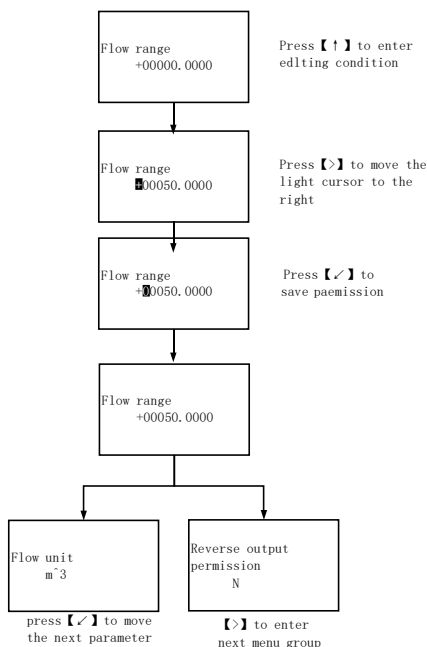 Flow range
+00000.0000
Press【↑】to enter
edlting condition
Flow range
+00050.0000
Press【>】to move the
light cursor to the
right
Flow range
+00050.0000
Press【↙】to
save paemission
Flow range
+00050.0000
Flow unit
m^3
press【↙】to move
the next parameter
Reverse output
permission
N
【>】to enter
next menu group